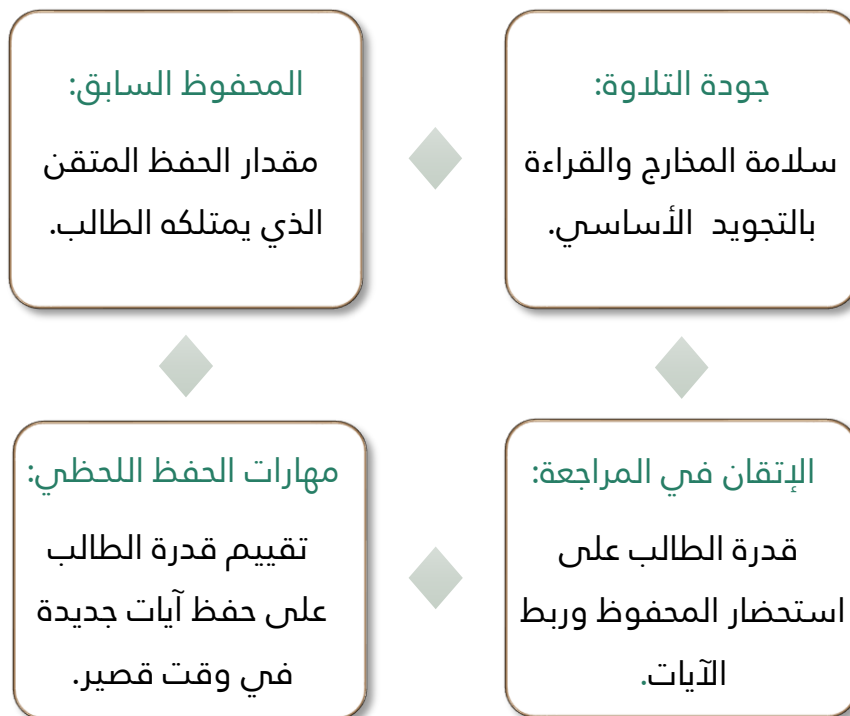 جودة التلاوة:
سلامة المخارج والقراءة
بالتجويد الأساسي.
المحفوظ السابق:
مقدار الحفظ المتقن
الذي يمتلكه الطالب.
الإتقان في المراجعة:
قدرة الطالب على
استحضار المحفوظ وربط
الآيات.
مهارات الحفظ اللحظي:
تقييم قدرة الطالب
على حفظ آيات جديدة
في وقت قصير.